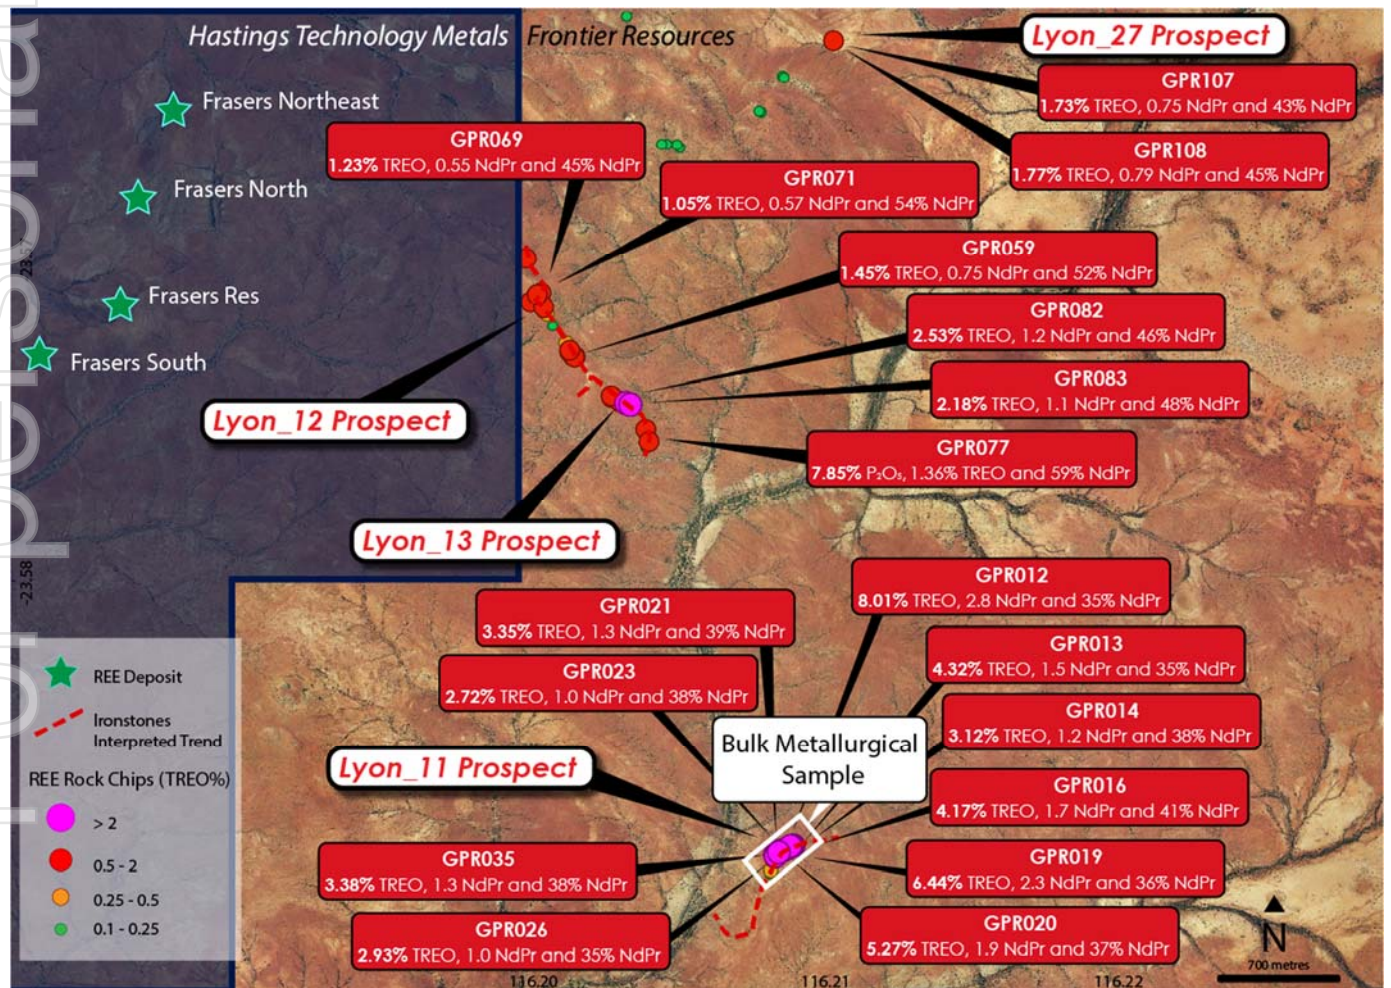 Hastings Technology Metals
Frontier Resources
Lyon_27 Prospect
GPR107
1.73% TREO, 0.75 NdPr and 43% NdPr
Frasers Northeast
GPR069
1.23% TREO, 0.55 NdPr and 45% NdPr
GPR108
1.77% TREO, 0.79 NdPr and 45% NdPr
GPR071
1.05% TREO, 0.57 NdPr and 54% NdPr
Frasers North
GPR059
1.45% TREO, 0.75 NdPr and 52% NdPr
Frasers Res
GPR082
2.53% TREO, 1.2 NdPr and 46% NdPr
Frasers South
GPR083
2.18% TREO, 1.1 NdPr and 48% NdPr
Lyon_12 Prospect
GPR077
7.85% P₂O₅, 1.36% TREO and 59% NdPr
Lyon_13 Prospect
-23.58
GPR012
8.01% TREO, 2.8 NdPr and 35% NdPr
GPR021
3.35% TREO, 1.3 NdPr and 39% NdPr
GPR013
4.32% TREO, 1.5 NdPr and 35% NdPr
GPR023
2.72% TREO, 1.0 NdPr and 38% NdPr
GPR014
3.12% TREO, 1.2 NdPr and 38% NdPr
Bulk Metallurgical
Sample
Lyon_11 Prospect
GPR016
4.17% TREO, 1.7 NdPr and 41% NdPr
GPR035
3.38% TREO, 1.3 NdPr and 38% NdPr
GPR019
6.44% TREO, 2.3 NdPr and 36% NdPr
GPR026
2.93% TREO, 1.0 NdPr and 35% NdPr
GPR020
5.27% TREO, 1.9 NdPr and 37% NdPr
REE Deposit
Ironstones
Interpreted Trend
REE Rock Chips (TREO%)
> 2
0.5 - 2
0.25 - 0.5
0.1 - 0.25
N
700 metres
116.20
116.21
116.22